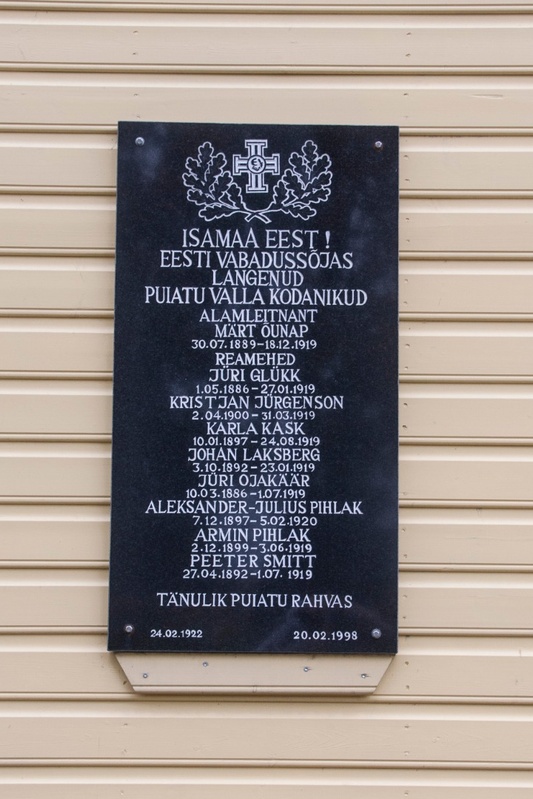 ISAMAA EEST !
EESTI VABADUSSÕJAS
LANGENUD
PUIATU VALLA KODANIKUD
ALAMLEITNANT
MÄRT ÕUNAP
30.07.1889–18.12.1919
REAMEHED
JÜRI GLÜKK
1.05.1886–27.01.1919
KRISTJAN JÜRGENSON
2.04.1900–31.03.1919
KARLA KASK
10.01.1897–24.08.1919
JOHAN LAKSBERG
3.10.1892–23.01.1919
JÜRI OJAKÄÄR
10.03.1886–1.07.1919
ALEKSANDER-JULIUS PIHLAK
7.12.1897–5.02.1920
ARMIN PIHLAK
2.12.1899–3.06.1919
PEETER SMITT
27.04.1892–1.07. 1919
TÄNULIK PUIATU RAHVAS
24.02.1922 20.02.1998